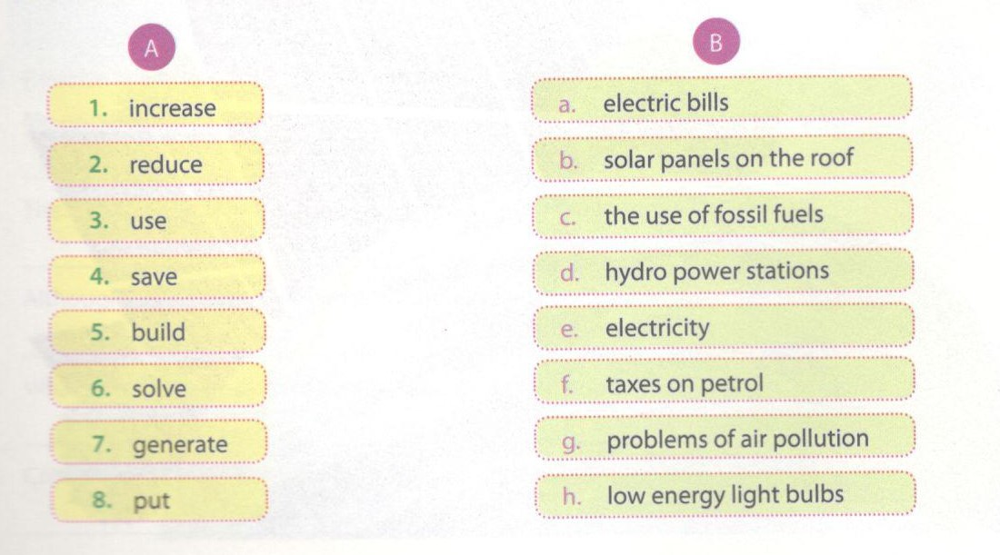 A
B
1. increase
a. electric bills
2. reduce
b. solar panels on the roof
3. use
c. the use of fossil fuels
4. save
d. hydro power stations
5. build
e. electricity
6. solve
f. taxes on petrol
7. generate
g. problems of air pollution
8. put
h. low energy light bulbs